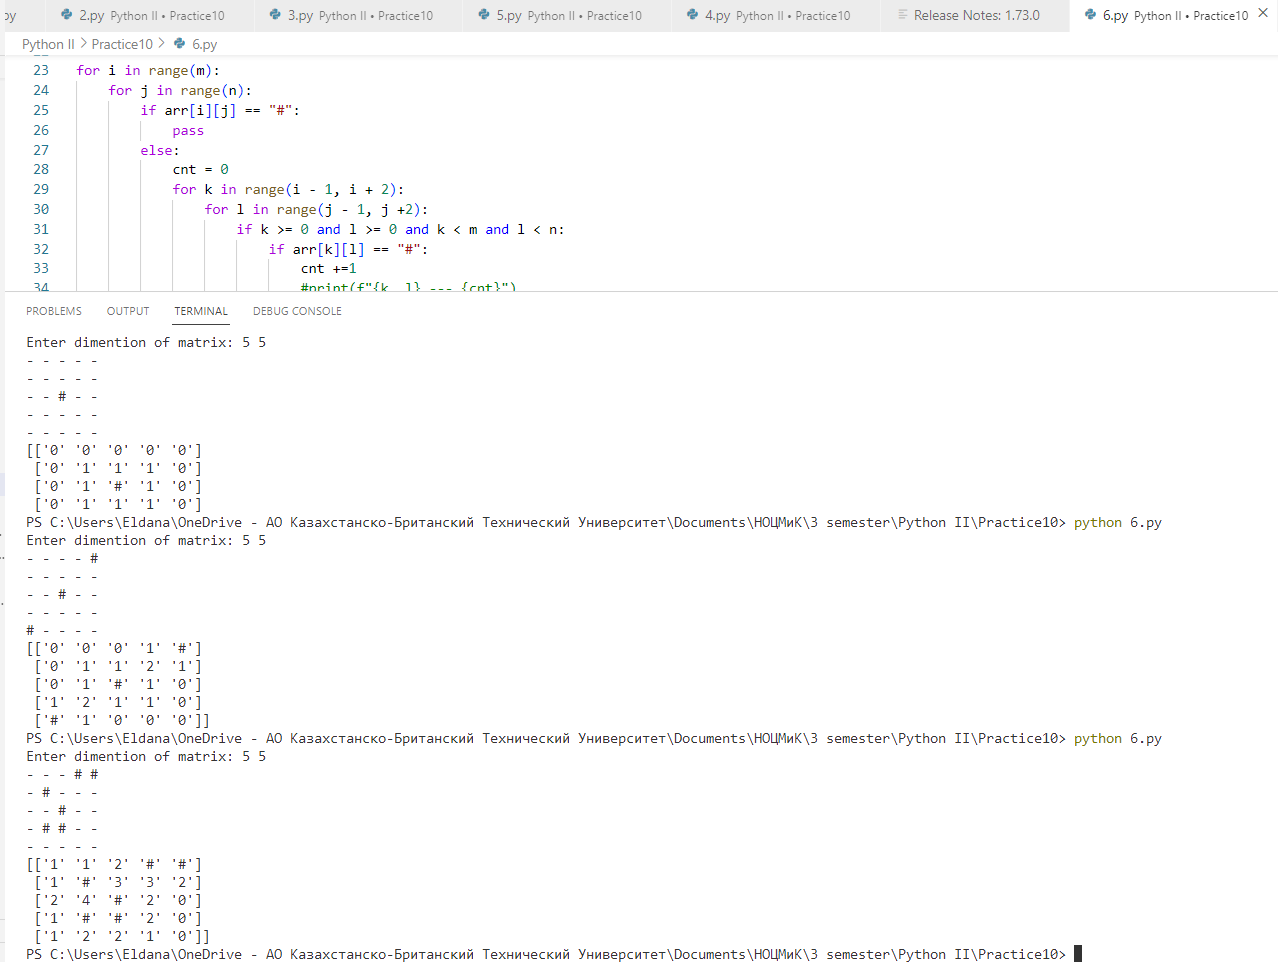 py 2.py Python II • Practice10 3.py Python II • Practice10 5.py Python II • Practice10 4.py Python II • Practice10 Release Notes: 1.73.0 6.py Python II • Practice10
Python II > Practice10 > 6.py
23 for i in range(m):
24 for j in range(n):
25 if arr[i][j] == "#":
26 pass
27 else:
28 cnt = 0
29 for k in range(i - 1, i + 2):
30 for l in range(j - 1, j +2):
31 if k >= 0 and l >= 0 and k < m and l < n:
32 if arr[k][l] == "#":
33 cnt +=1
34 #print(f"{k, l} --- {cnt}")
PROBLEMS OUTPUT TERMINAL DEBUG CONSOLE
Enter dimention of matrix: 5 5
- - - - -
- - - - -
- - # - -
- - - - -
- - - - -
[['0' '0' '0' '0' '0']
['0' '1' '1' '1' '0']
['0' '1' '#' '1' '0']
['0' '1' '1' '1' '0']
PS C:\Users\Eldana\OneDrive - АО Казахстанско-Британский Технический Университет\Documents\НОЦМиК\3 semester\Python II\Practice10> python 6.py
Enter dimention of matrix: 5 5
- - - - #
- - - - -
- - # - -
- - - - -
# - - - -
[['0' '0' '0' '1' '#']
['0' '1' '1' '2' '1']
['0' '1' '#' '1' '0']
['1' '2' '1' '1' '0']
['#' '1' '0' '0' '0']]
PS C:\Users\Eldana\OneDrive - АО Казахстанско-Британский Технический Университет\Documents\НОЦМиК\3 semester\Python II\Practice10> python 6.py
Enter dimention of matrix: 5 5
- - - # #
- # - - -
- - # - -
- # # - -
- - - - -
[['1' '1' '2' '#' '#']
['1' '#' '3' '3' '2']
['2' '4' '#' '2' '0']
['1' '#' '#' '2' '0']
['1' '2' '2' '1' '0']]
PS C:\Users\Eldana\OneDrive - АО Казахстанско-Британский Технический Университет\Documents\НОЦМиК\3 semester\Python II\Practice10>